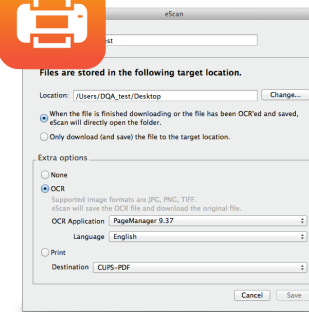 eScan
est
Files are stored in the following target location.
Location: /Users/DQA_test/Desktop Change...
When the file is finished downloading or the file has been OCR'ed and saved,
eScan will directly open the folder.
Only download (and save) the file to the target location.
Extra options
None
OCR
Supported image formats are JPG, PNG, TIFF.
eScan will save the OCR file and download the original file.
OCR Application PageManager 9.37
Language English
Print
Destination CUPS-PDF
Cancel Save